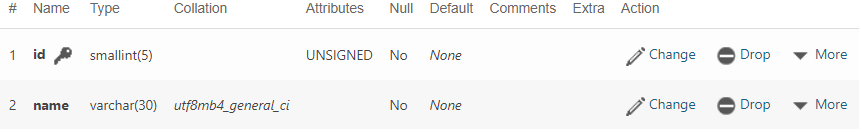 # Name Type Collation Attributes Null Default Comments Extra Action
1 id smallint(5) UNSIGNED No None Change Drop More
2 name varchar(30) utf8mb4_general_ci No None Change Drop More